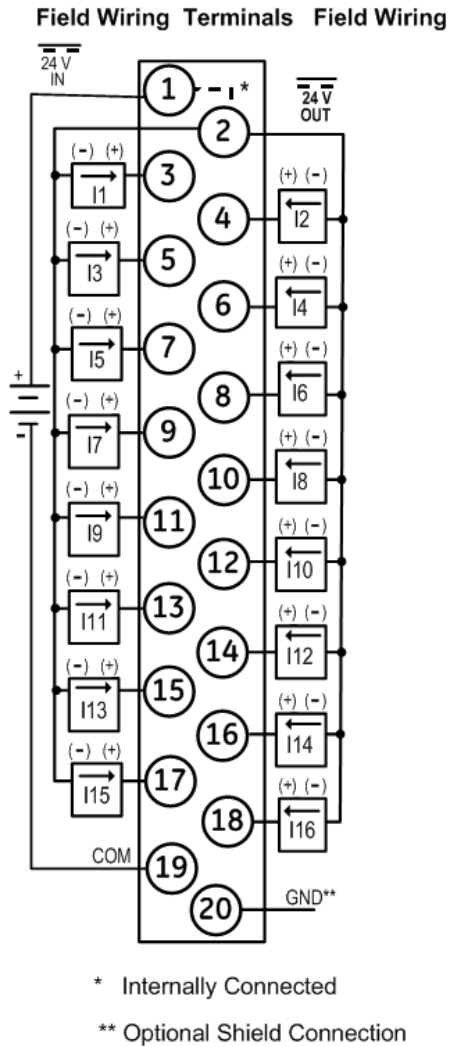 Field Wiring Terminals Field Wiring
24 V
IN
1
*
24 V
OUT
2
(-) (+)
I1
3
(+) (-)
I2
4
(-) (+)
I3
5
(+) (-)
I4
6
(-) (+)
I5
7
(+) (-)
I6
8
+
-
(-) (+)
I7
9
(+) (-)
I8
10
(-) (+)
I9
11
(+) (-)
I10
12
(-) (+)
I11
13
(+) (-)
I12
14
(-) (+)
I13
15
(+) (-)
I14
16
(-) (+)
I15
17
(+) (-)
I16
18
COM
19
20
GND**
* Internally Connected
** Optional Shield Connection